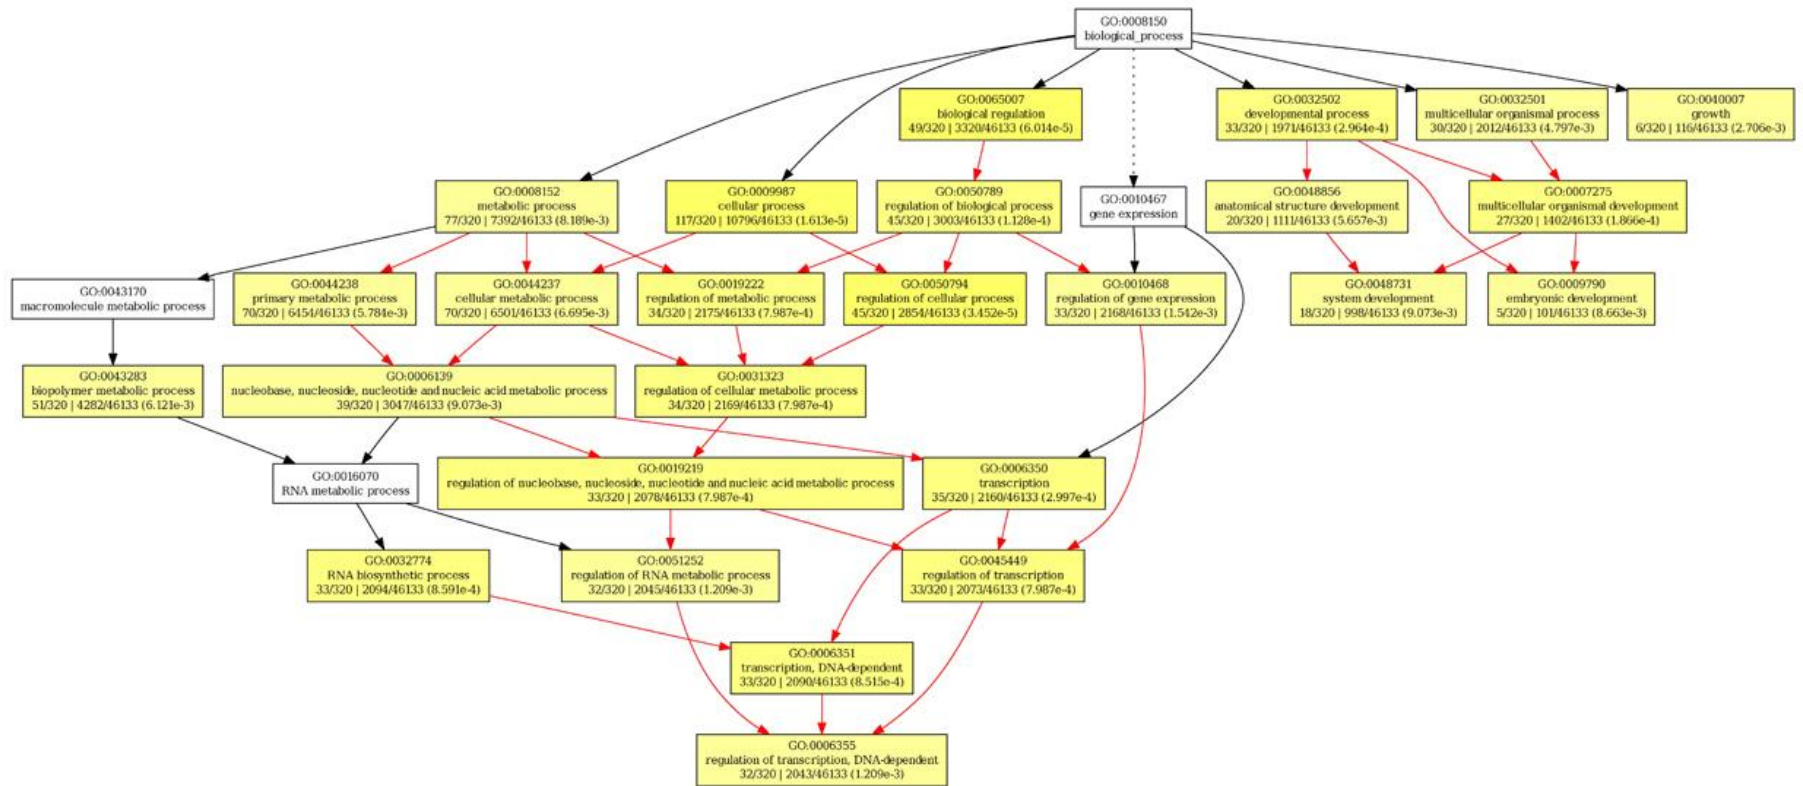 GO:0008150
biological_process
GO:0065007
biological regulation
49/320 | 3320/46133 (6.014e-5)
GO:0032502
developmental process
33/320 | 1971/46133 (2.964e-4)
GO:0032501
multicellular organismal process
30/320 | 2012/46133 (4.797e-3)
GO:0040007
growth
6/320 | 116/46133 (2.706e-3)
GO:0008152
metabolic process
77/320 | 7392/46133 (8.189e-3)
GO:0009987
cellular process
117/320 | 10796/46133 (1.613e-5)
GO:0050789
regulation of biological process
45/320 | 3003/46133 (1.128e-4)
GO:0010467
gene expression
GO:0048856
anatomical structure development
20/320 | 1111/46133 (5.657e-3)
GO:0007275
multicellular organismal development
27/320 | 1402/46133 (1.866e-4)
GO:0043170
macromolecule metabolic process
GO:0044238
primary metabolic process
70/320 | 6454/46133 (5.784e-3)
GO:0044237
cellular metabolic process
70/320 | 6501/46133 (6.695e-3)
GO:0019222
regulation of metabolic process
34/320 | 2175/46133 (7.987e-4)
GO:0050794
regulation of cellular process
45/320 | 2854/46133 (3.452e-5)
GO:0010468
regulation of gene expression
33/320 | 2168/46133 (1.542e-3)
GO:0048731
system development
18/320 | 998/46133 (9.073e-3)
GO:0009790
embryonic development
5/320 | 101/46133 (8.663e-3)
GO:0043283
biopolymer metabolic process
51/320 | 4282/46133 (6.121e-3)
GO:0006139
nucleobase, nucleoside, nucleotide and nucleic acid metabolic process
39/320 | 3047/46133 (9.073e-3)
GO:0031323
regulation of cellular metabolic process
34/320 | 2169/46133 (7.987e-4)
GO:0016070
RNA metabolic process
GO:0019219
regulation of nucleobase, nucleoside, nucleotide and nucleic acid metabolic process
33/320 | 2078/46133 (7.987e-4)
GO:0006350
transcription
35/320 | 2160/46133 (2.997e-4)
GO:0032774
RNA biosynthetic process
33/320 | 2094/46133 (8.591e-4)
GO:0051252
regulation of RNA metabolic process
32/320 | 2045/46133 (1.209e-3)
GO:0045449
regulation of transcription
33/320 | 2073/46133 (7.987e-4)
GO:0006351
transcription, DNA-dependent
33/320 | 2090/46133 (8.515e-4)
GO:0006355
regulation of transcription, DNA-dependent
32/320 | 2043/46133 (1.209e-3)